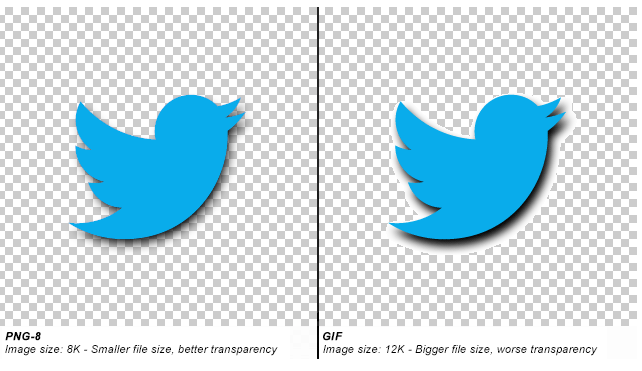 PNG-8
Image size: 8K - Smaller file size, better transparency
GIF
Image size: 12K - Bigger file size, worse transparency